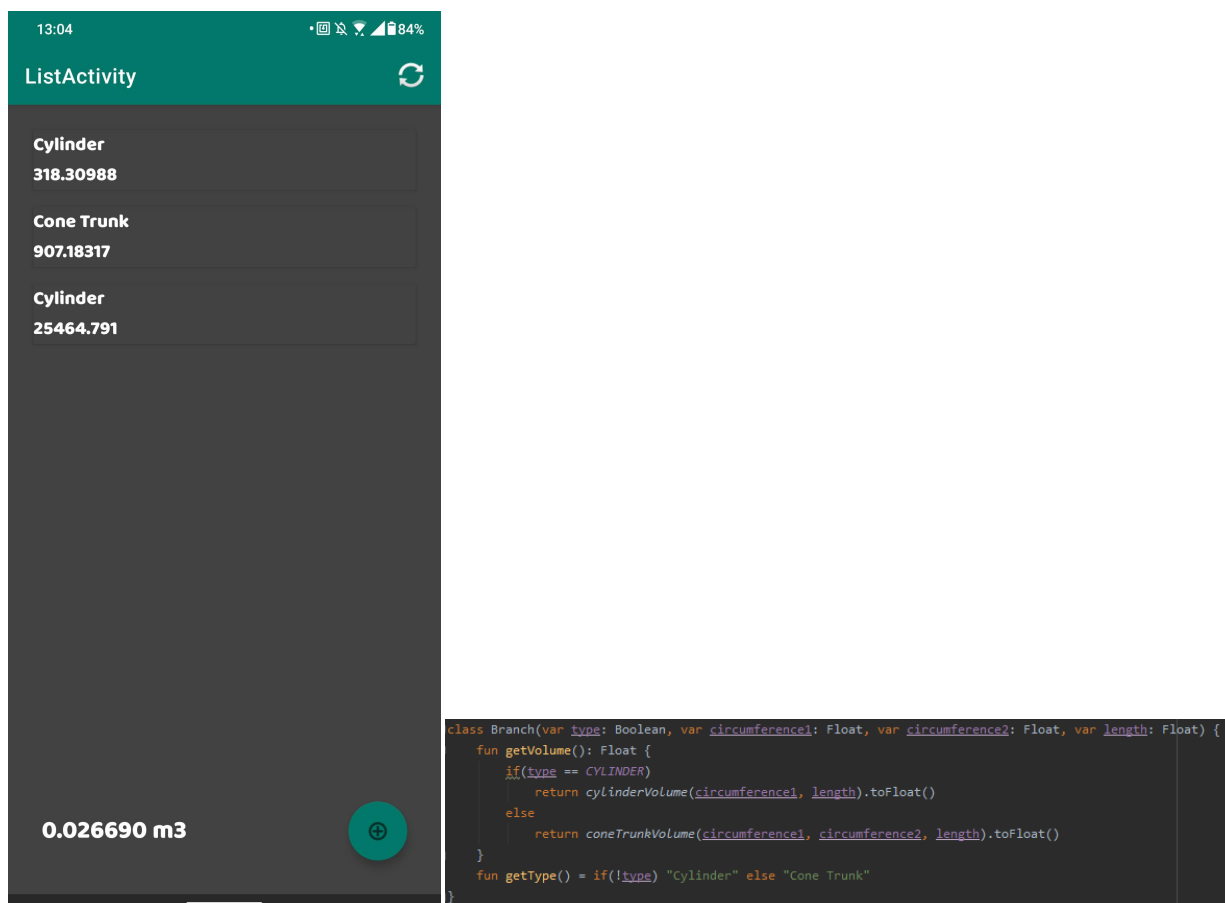 13:04
84%
ListActivity
Cylinder
318.30988
Cone Trunk
907.18317
Cylinder
25464.791
0.026690 m3
class Branch(var type: Boolean, var circumference1: Float, var circumference2: Float, var length: Float) {
    fun getVolume(): Float {
        if(type == CYLINDER)
            return cylinderVolume(circumference1, length).toFloat()
        else
            return coneTrunkVolume(circumference1, circumference2, length).toFloat()
    }
    fun getType() = if(!type) "Cylinder" else "Cone Trunk"
}